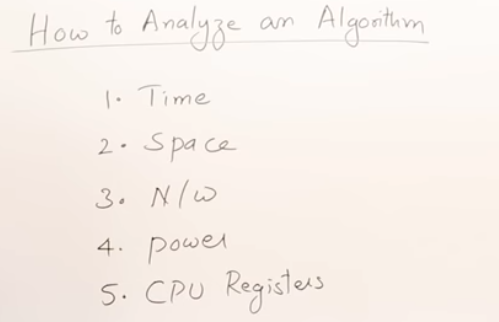 How to Analyze an Algorithm
1. Time
2. Space
3. N/W
4. power
5. CPU Registers